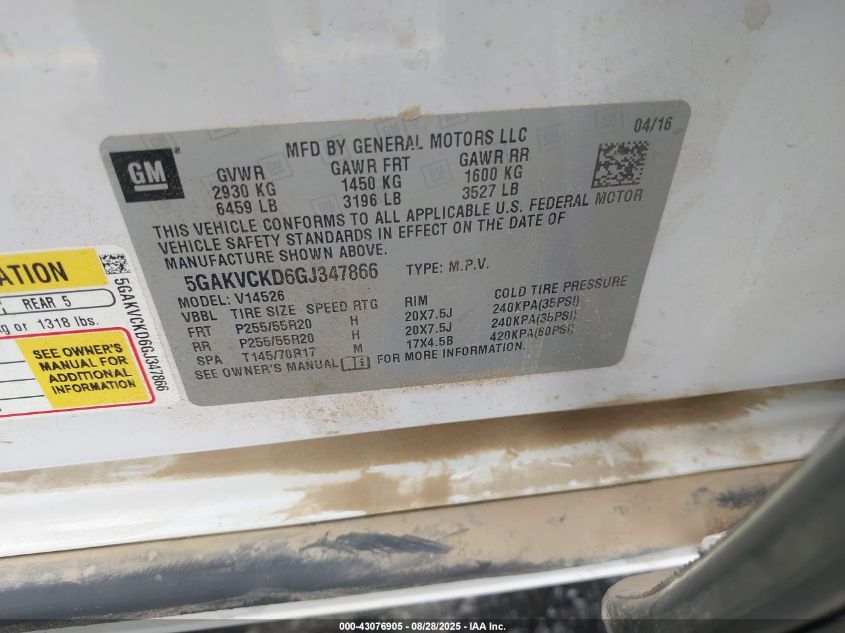 MFD BY GENERAL MOTORS LLC
04/16
GM
GVWR GAWR FRT GAWR RR
2930 KG 1450 KG 1600 KG
6459 LB 3196 LB 3527 LB
THIS VEHICLE CONFORMS TO ALL APPLICABLE U.S. FEDERAL MOTOR
VEHICLE SAFETY STANDARDS IN EFFECT ON THE DATE OF
MANUFACTURE SHOWN ABOVE.
5GAKVCKD6GJ347866 TYPE: M.P.V.
MODEL: V14526
VBBL TIRE SIZE SPEED RTG RIM COLD TIRE PRESSURE
FRT P255/55R20 H 20X7.5J 240KPA(35PSI)
RR P255/55R20 H 20X7.5J 240KPA(35PSI)
SPA T145/70R17 M 17X4.5B 420KPA(60PSI)
SEE OWNER'S MANUAL FOR MORE INFORMATION.
ATION
REAR 5
kg or 1318 lbs.
SEE OWNER'S
MANUAL FOR
ADDITIONAL
INFORMATION
5GAKVCKD6GJ347866
000-43076905 - 08/28/2025 - IAA Inc.